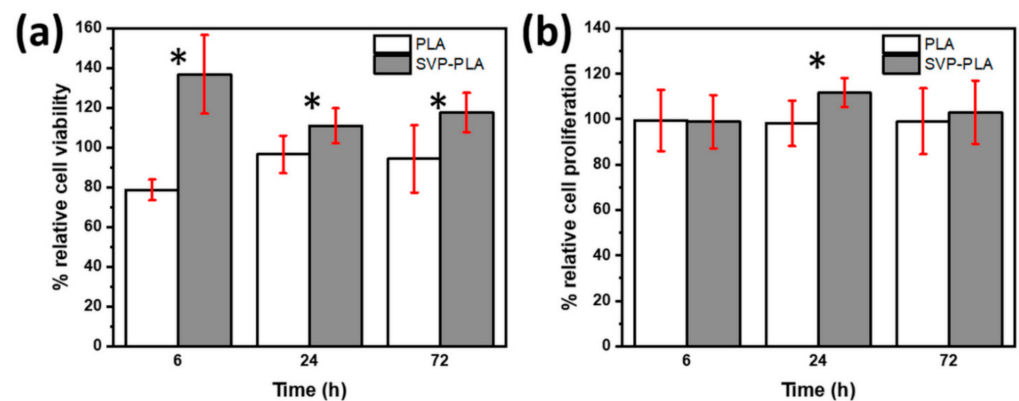 (a)
% relative cell viability
160
140
120
100
80
60
40
20
0
PLA
SVP-PLA
*
*
*
6
24
72
Time (h)
(b)
% relative cell proliferation
140
120
100
80
60
40
20
0
PLA
SVP-PLA
*
6
24
72
Time (h)